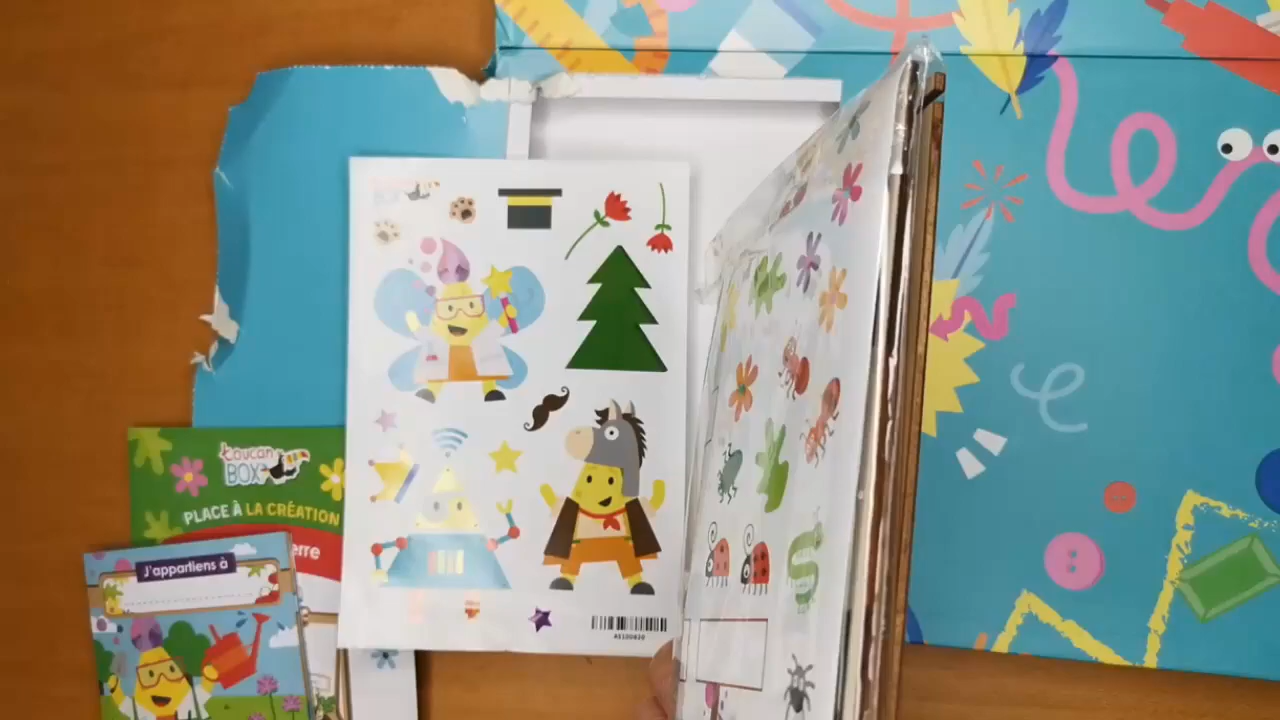 toucan
BOX
PLACE À LA CRÉATION
erre
J'appartiens à